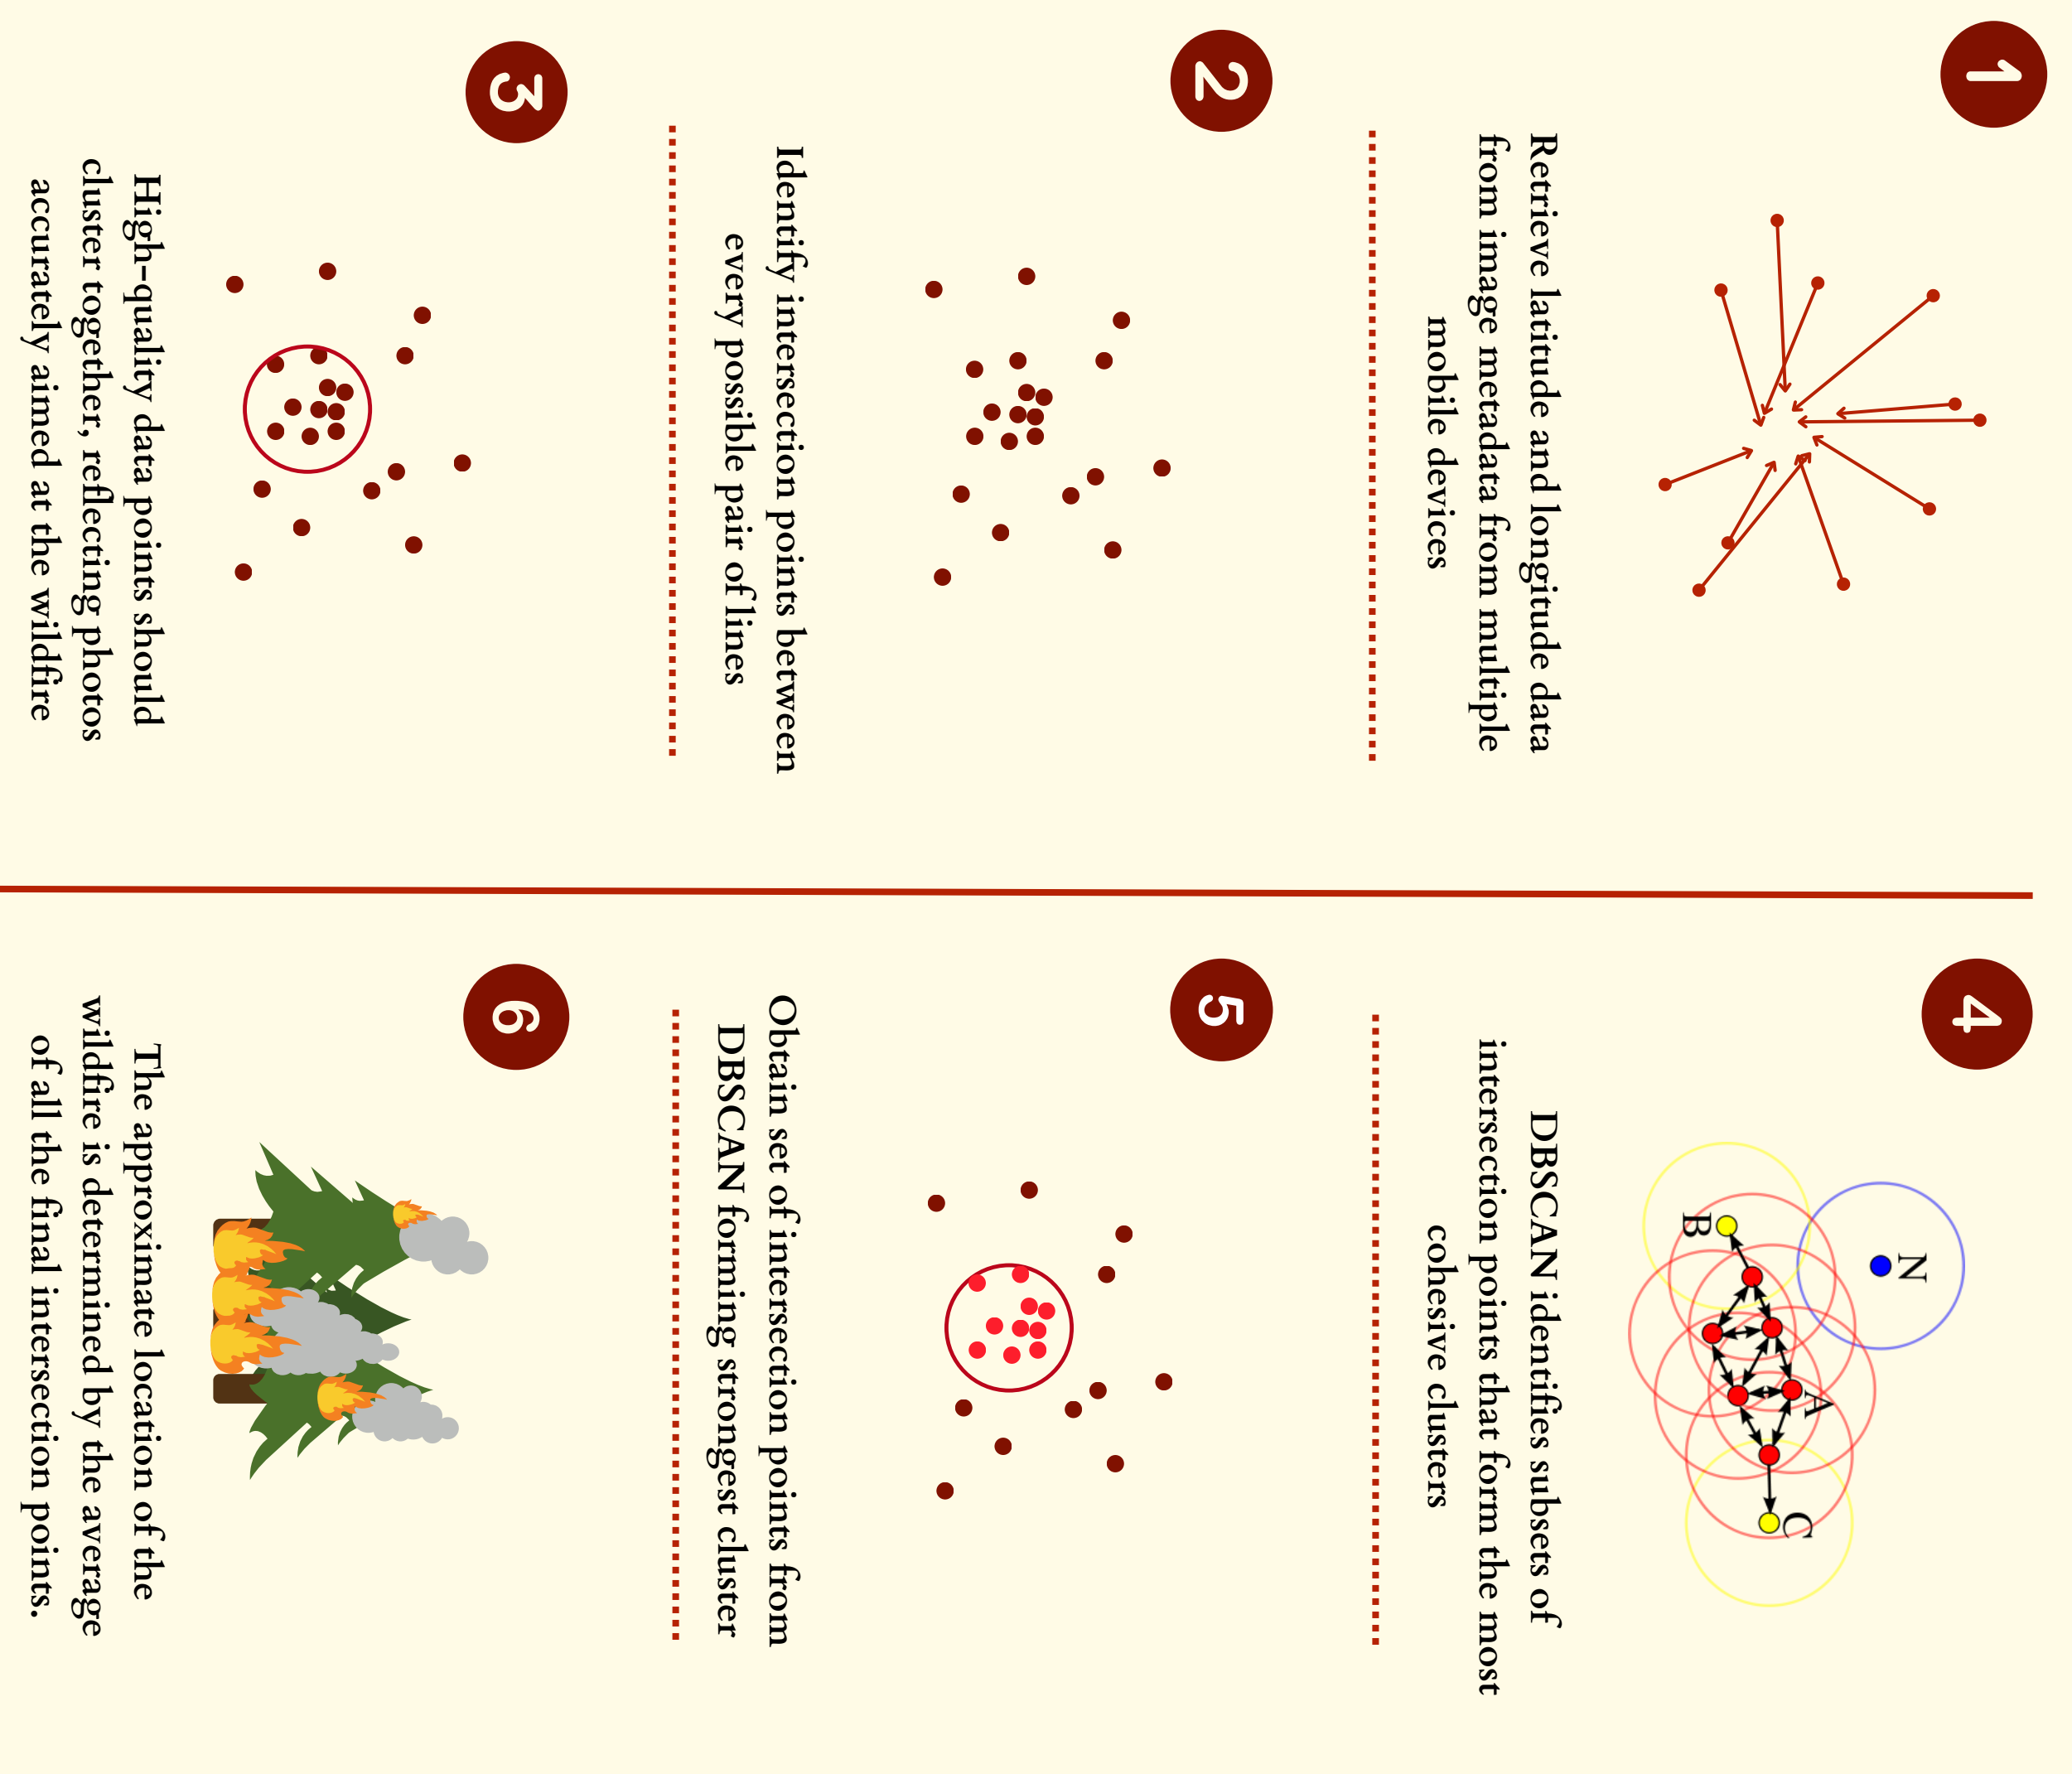 1
Retrieve latitude and longitude data
from image metadata from multiple
mobile devices
2
Identify intersection points between
every possible pair of lines
3
High-quality data points should
cluster together, reflecting photos
accurately aimed at the wildfire
4
N
A
B
C
DBSCAN identifies subsets of
intersection points that form the most
cohesive clusters
5
Obtain set of intersection points from
DBSCAN forming strongest cluster
6
The approximate location of the
wildfire is determined by the average
of all the final intersection points.